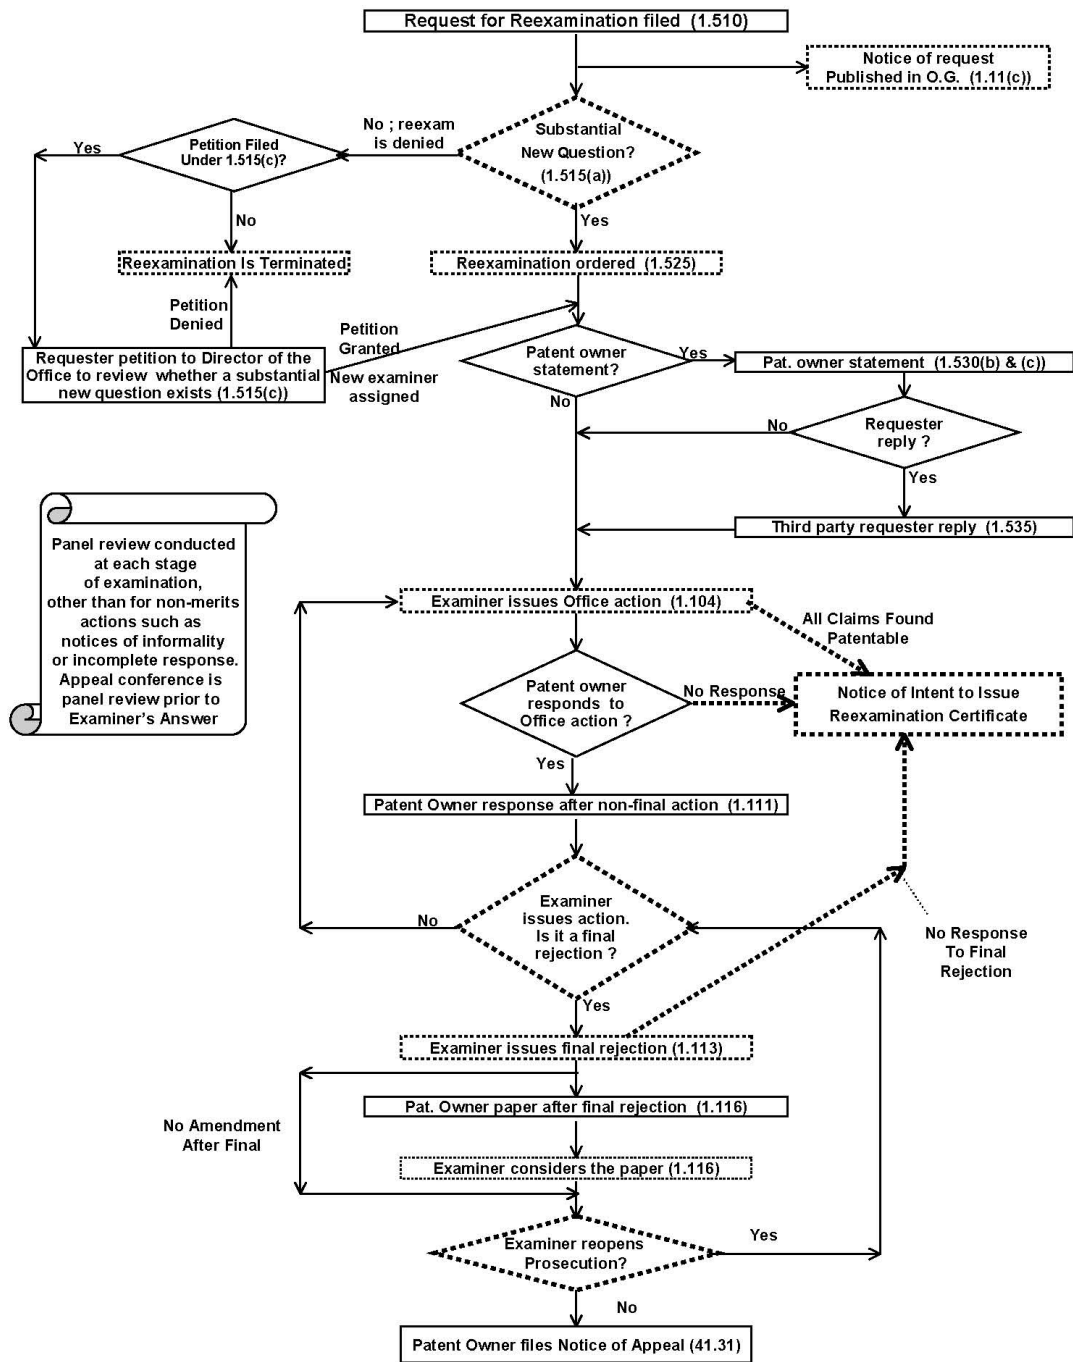 Request for Reexamination filed (1.510)
Notice of request
Published in O.G. (1.11(c))
Substantial
New Question?
(1.515(a))
No ; reexam
is denied
Petition Filed
Under 1.515(c)?
Yes
No
Yes
Reexamination Is Terminated
Reexamination ordered (1.525)
Petition
Denied
Petition
Granted
New examiner
assigned
Requester petition to Director of the
Office to review whether a substantial
new question exists (1.515(c))
Patent owner
statement?
Yes
No
Pat. owner statement (1.530(b) & (c))
Requester
reply ?
No
Yes
Third party requester reply (1.535)
Panel review conducted
at each stage
of examination,
other than for non-merits
actions such as
notices of informality
or incomplete response.
Appeal conference is
panel review prior to
Examiner's Answer
Examiner issues Office action (1.104)
All Claims Found
Patentable
Patent owner
responds to
Office action ?
No Response
Notice of Intent to Issue
Reexamination Certificate
Yes
Patent Owner response after non-final action (1.111)
Examiner
issues action.
Is it a final
rejection ?
No
Yes
No Response
To Final
Rejection
Examiner issues final rejection (1.113)
Pat. Owner paper after final rejection (1.116)
No Amendment
After Final
Examiner considers the paper (1.116)
Examiner reopens
Prosecution?
Yes
No
Patent Owner files Notice of Appeal (41.31)